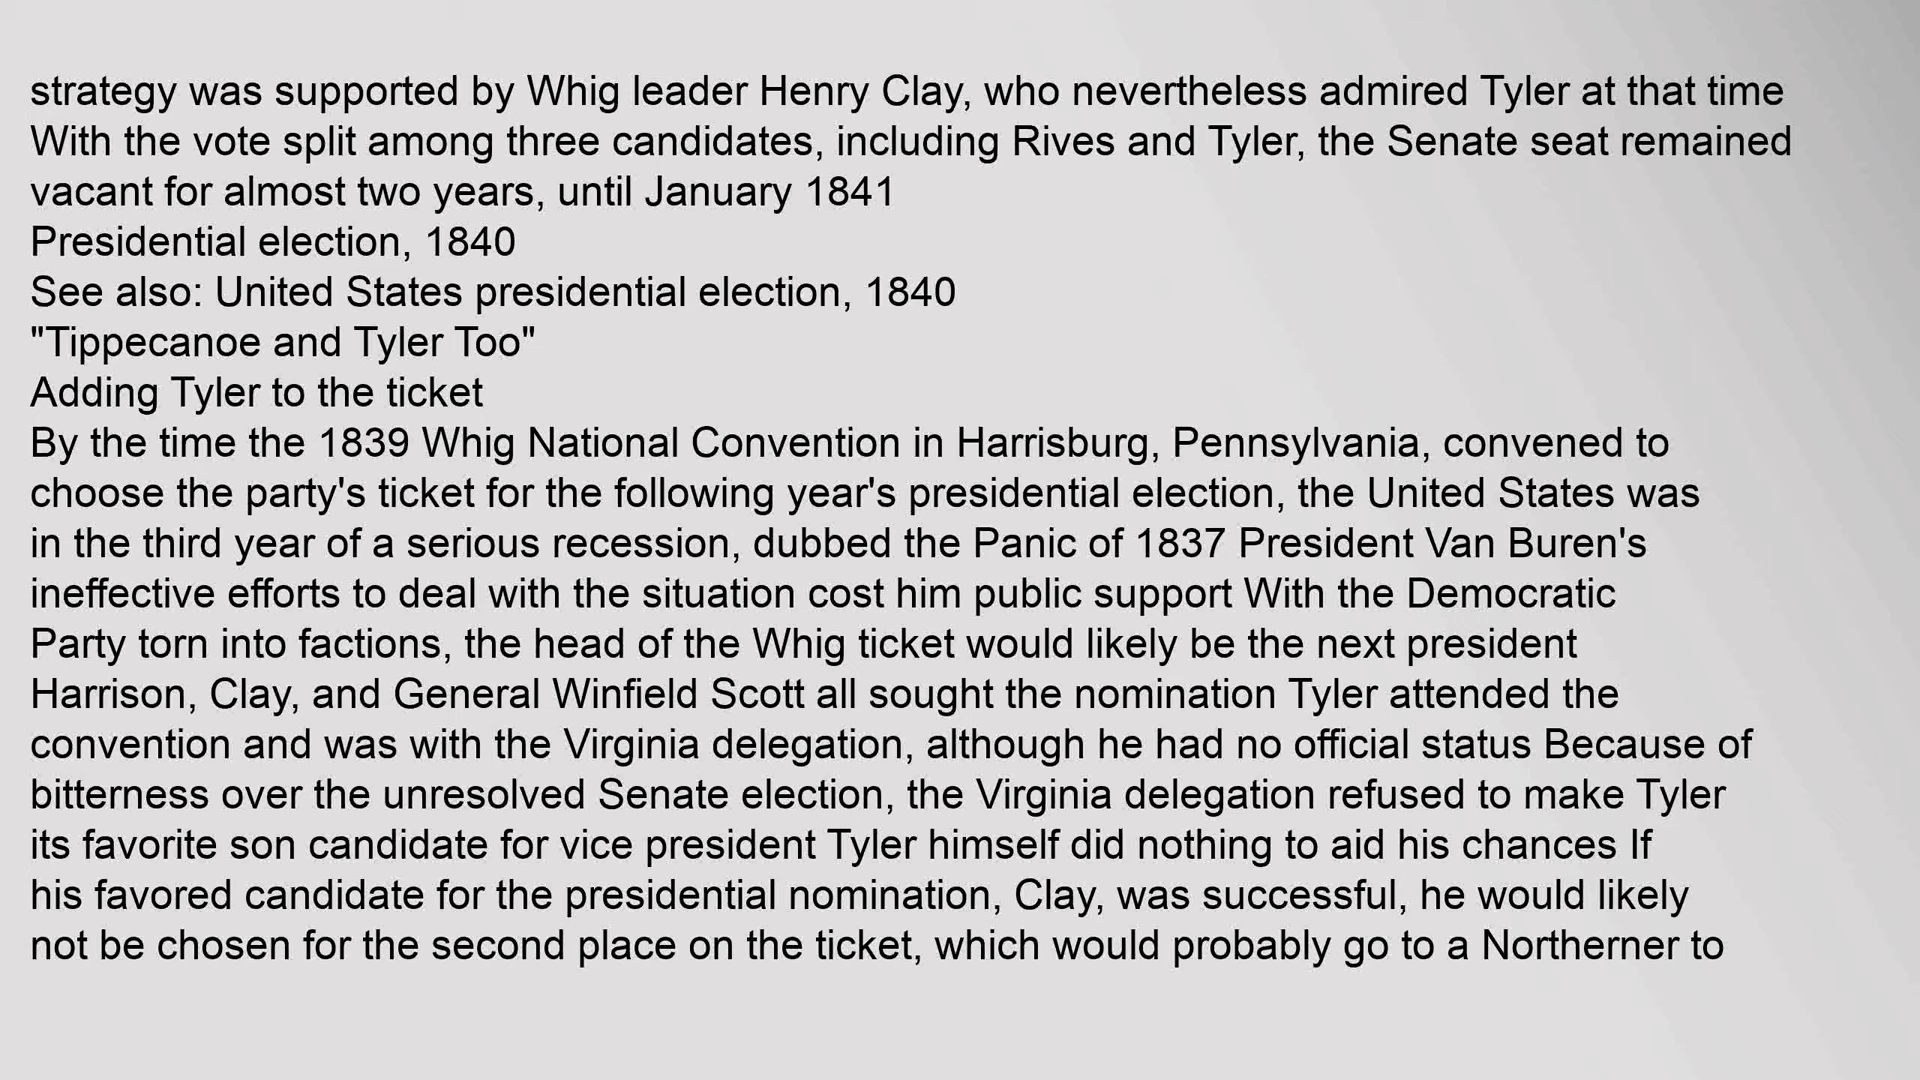 strategy was supported by Whig leader Henry Clay, who nevertheless admired Tyler at that time
With the vote split among three candidates, including Rives and Tyler, the Senate seat remained
vacant for almost two years, until January 1841
Presidential election, 1840
See also: United States presidential election, 1840
"Tippecanoe and Tyler Too"
Adding Tyler to the ticket
By the time the 1839 Whig National Convention in Harrisburg, Pennsylvania, convened to
choose the party's ticket for the following year's presidential election, the United States was
in the third year of a serious recession, dubbed the Panic of 1837 President Van Buren's
ineffective efforts to deal with the situation cost him public support With the Democratic
Party torn into factions, the head of the Whig ticket would likely be the next president
Harrison, Clay, and General Winfield Scott all sought the nomination Tyler attended the
convention and was with the Virginia delegation, although he had no official status Because of
bitterness over the unresolved Senate election, the Virginia delegation refused to make Tyler
its favorite son candidate for vice president Tyler himself did nothing to aid his chances If
his favored candidate for the presidential nomination, Clay, was successful, he would likely
not be chosen for the second place on the ticket, which would probably go to a Northerner to